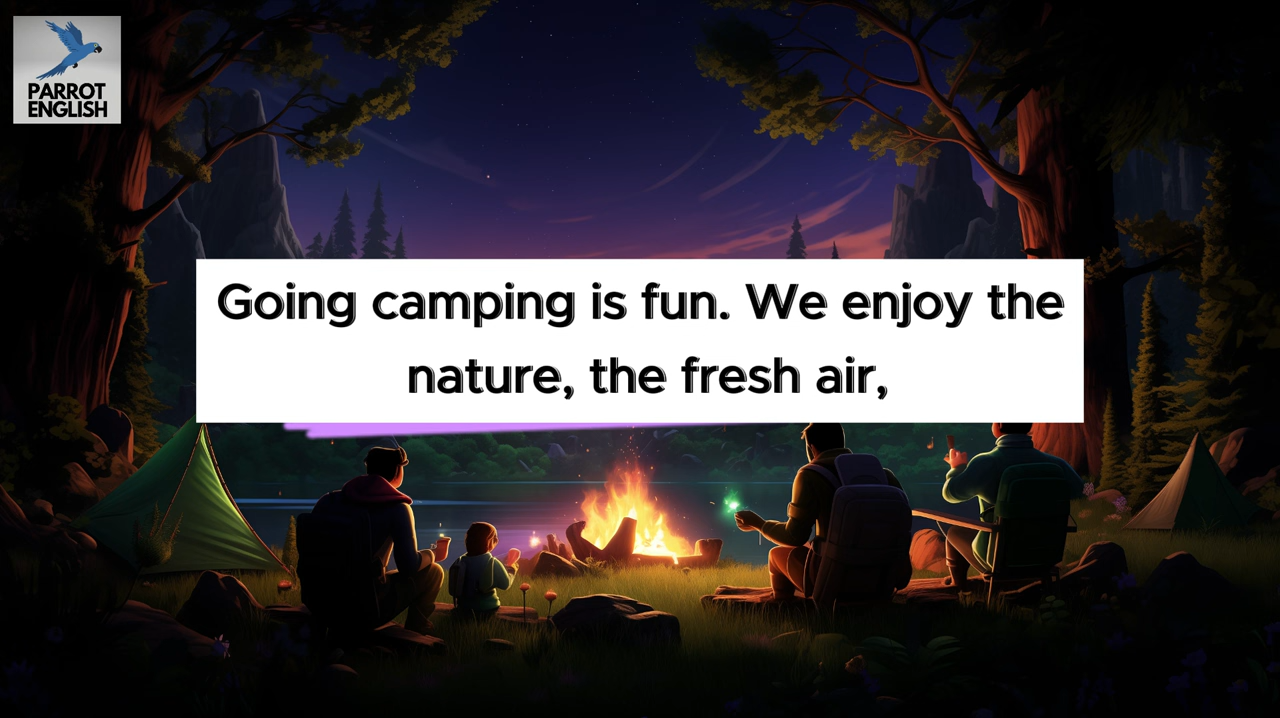 PARROT
ENGLISH
Going camping is fun. We enjoy the
nature, the fresh air,